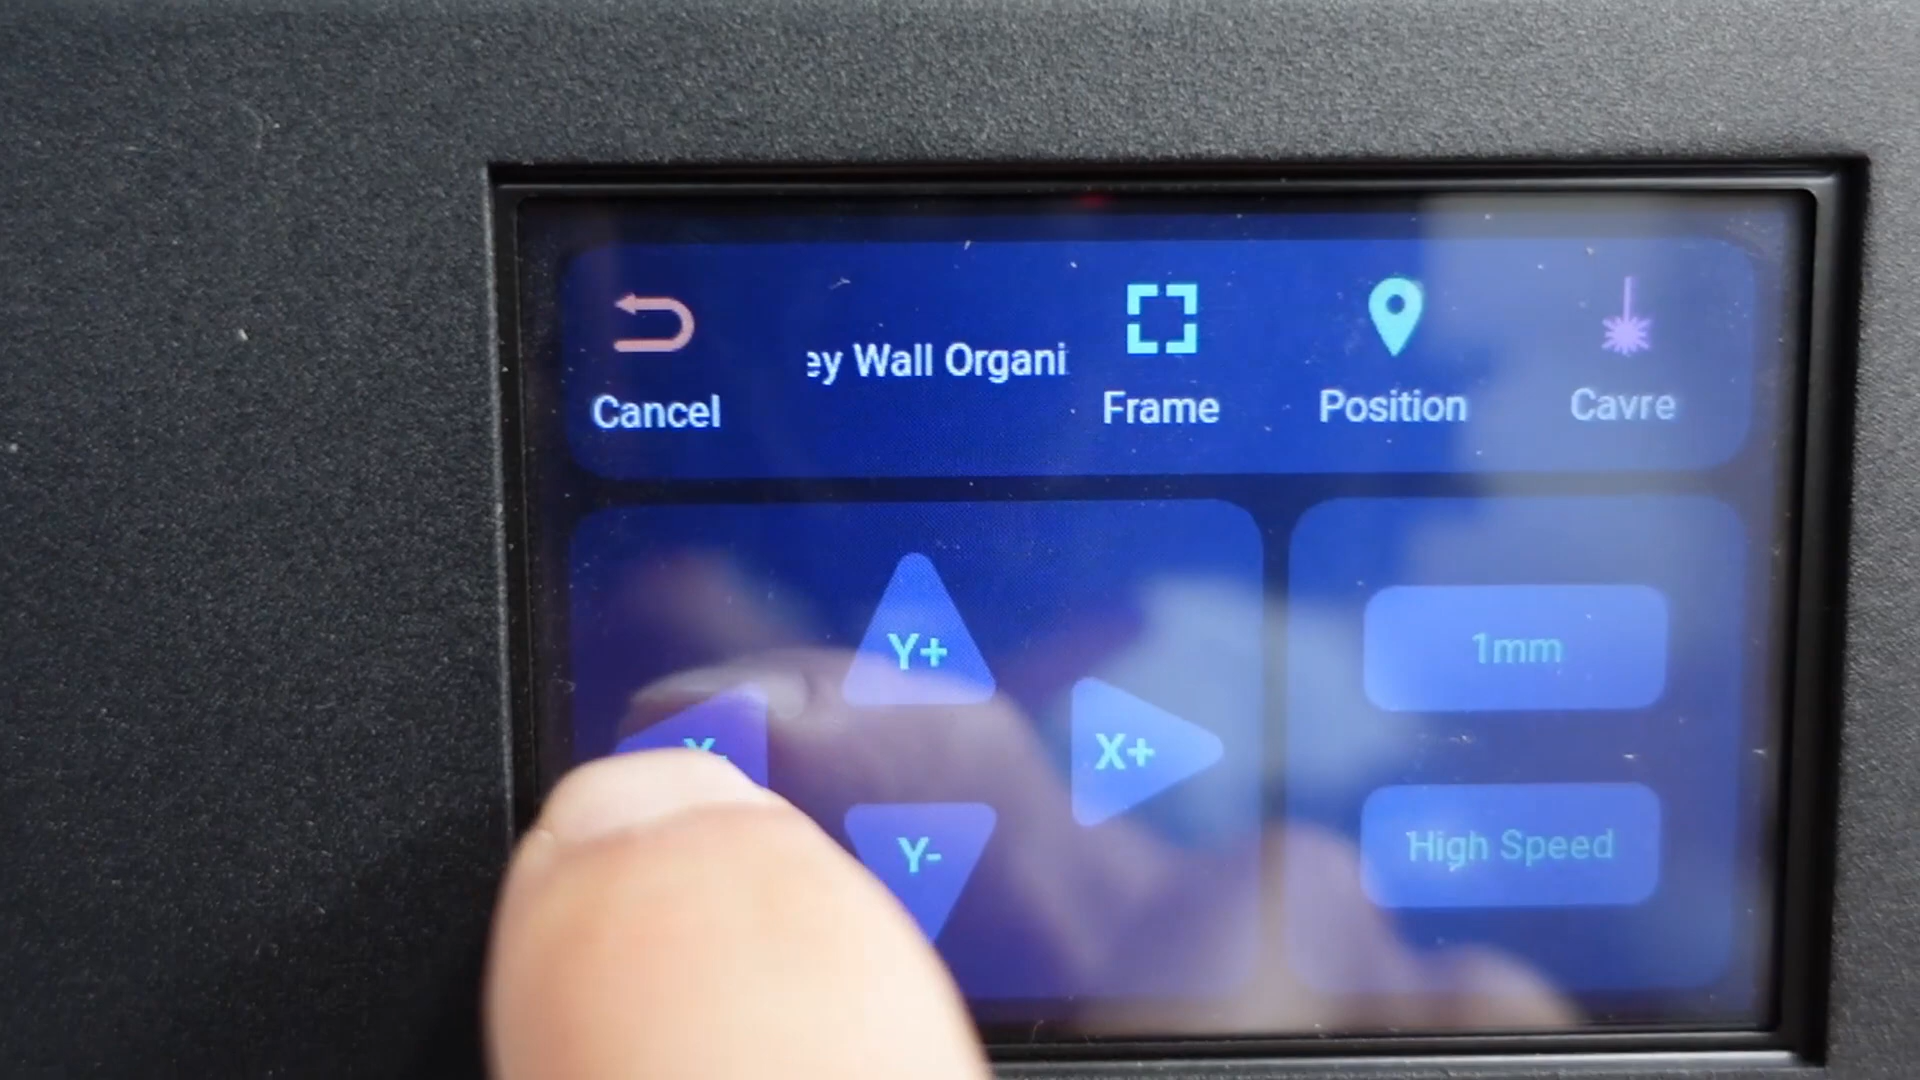 Cancel
ey Wall Organi
Frame
Position
Cavre
Y+
X-
X+
Y-
1mm
High Speed